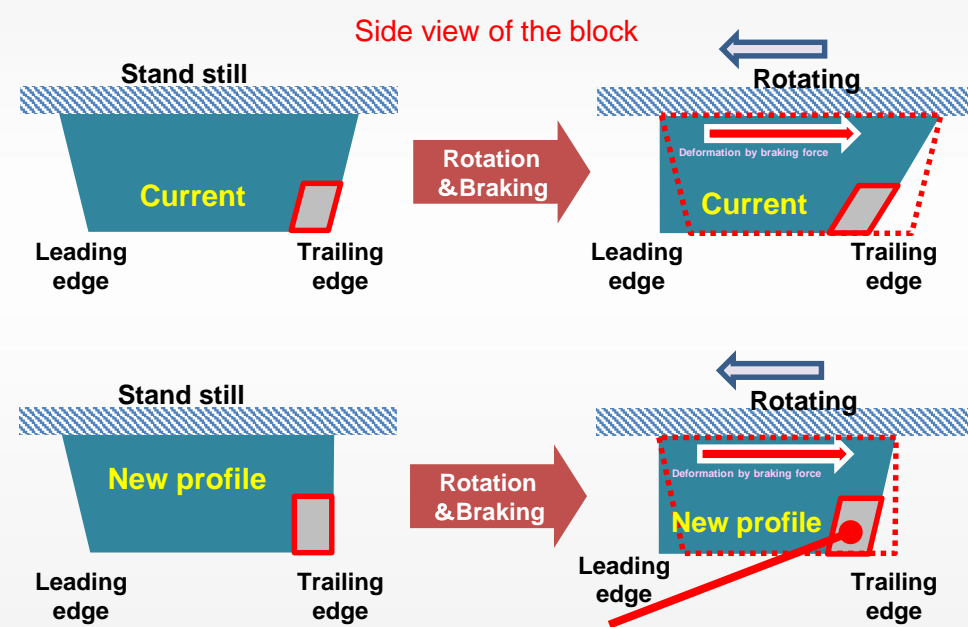 Side view of the block
Stand still
Rotating
Rotation
&Braking
Deformation by braking force
Current
Current
Leading
edge
Trailing
edge
Leading
edge
Trailing
edge
Stand still
Rotating
New profile
Rotation
&Braking
Deformation by braking force
New profile
Leading
edge
Trailing
edge
Leading
edge
Trailing
edge